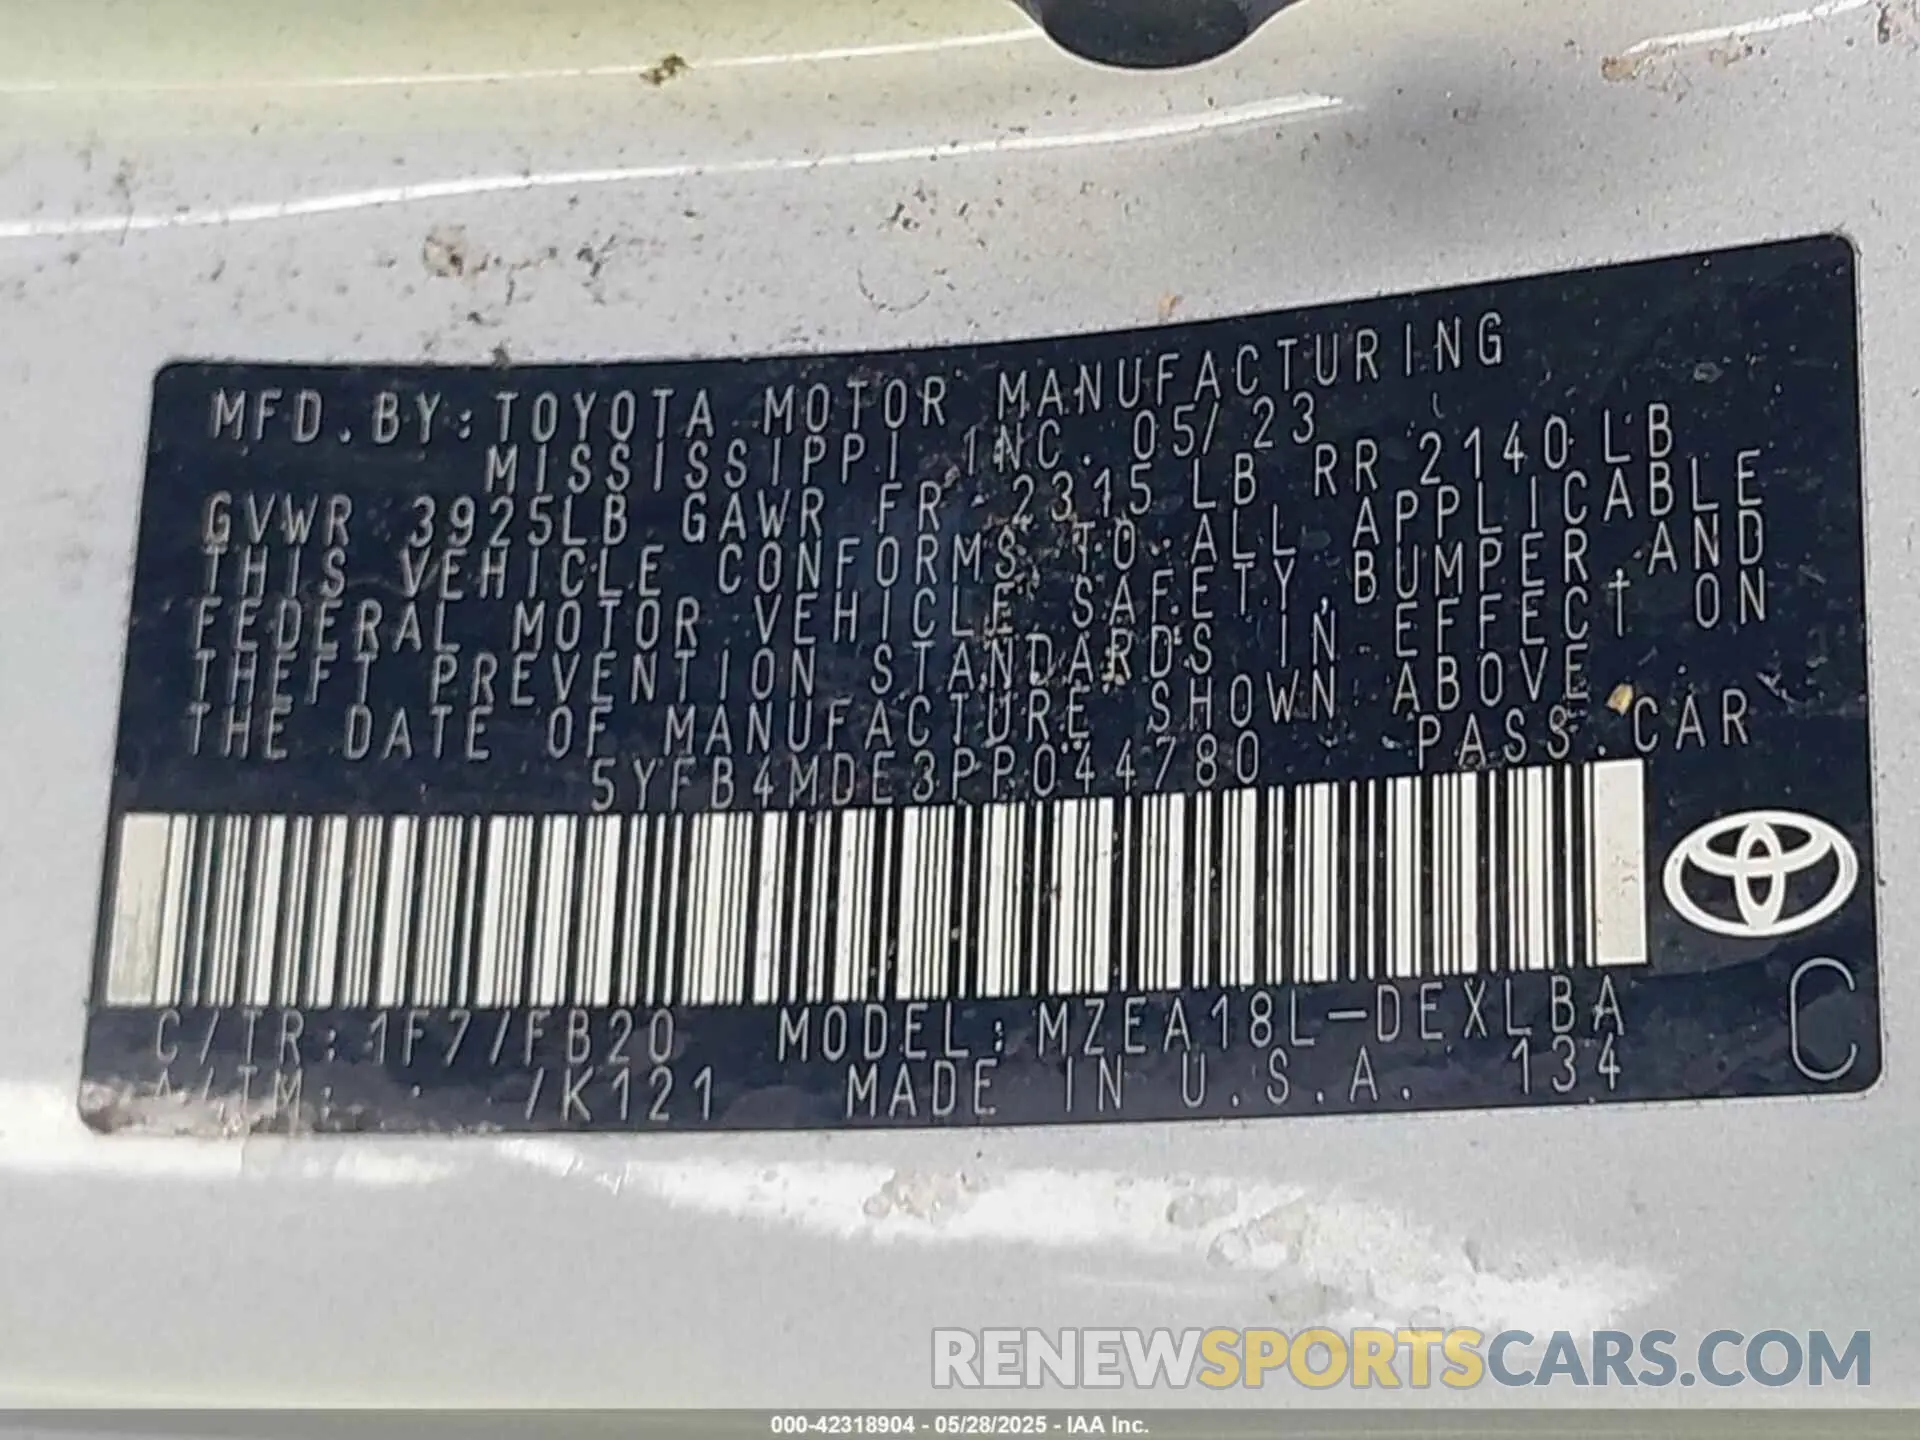 MFD. BY: TOYOTA MOTOR MANUFACTURING
MISSISSIPPI INC. 05/23
GVWR 3925LB GAWR FR 2315 LB RR 2140 LB
THIS VEHICLE CONFORMS TO ALL APPLICABLE
FEDERAL MOTOR VEHICLE SAFETY, BUMPER, AND
THEFT PREVENTION STANDARDS IN EFFECT ON
THE DATE OF MANUFACTURE SHOWN ABOVE
5YFB4MDE3PP044780 PASS. CAR
C/TR: 1F7/FB20 MODEL: MZEA18L-DEXLBA
A/TM: /K121 MADE IN U.S.A. 134
C
RENEWSPORTSCARS.COM
000-42318904 - 05/28/2025 - IAA Inc.